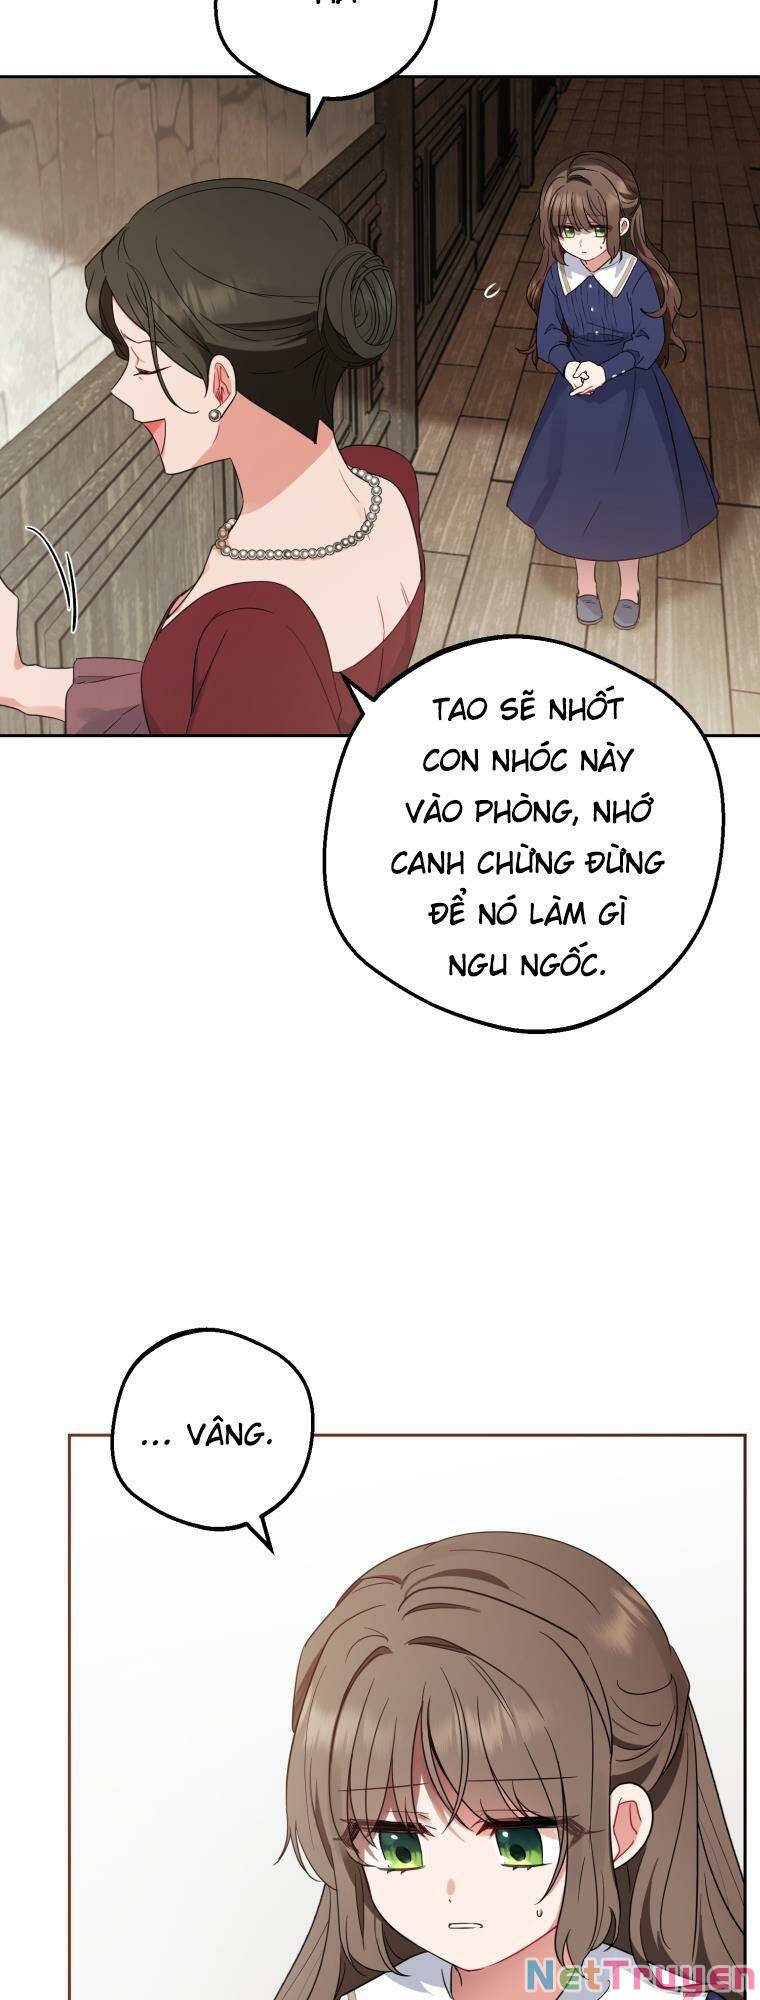 TAO SẼ NHỐT
CON NHÓC NÀY
VÀO PHÒNG, NHỚ
CANH CHỪNG ĐỪNG
ĐỂ NÓ LÀM GÌ
NGU NGỐC.
... VÂNG.
NetTruyen